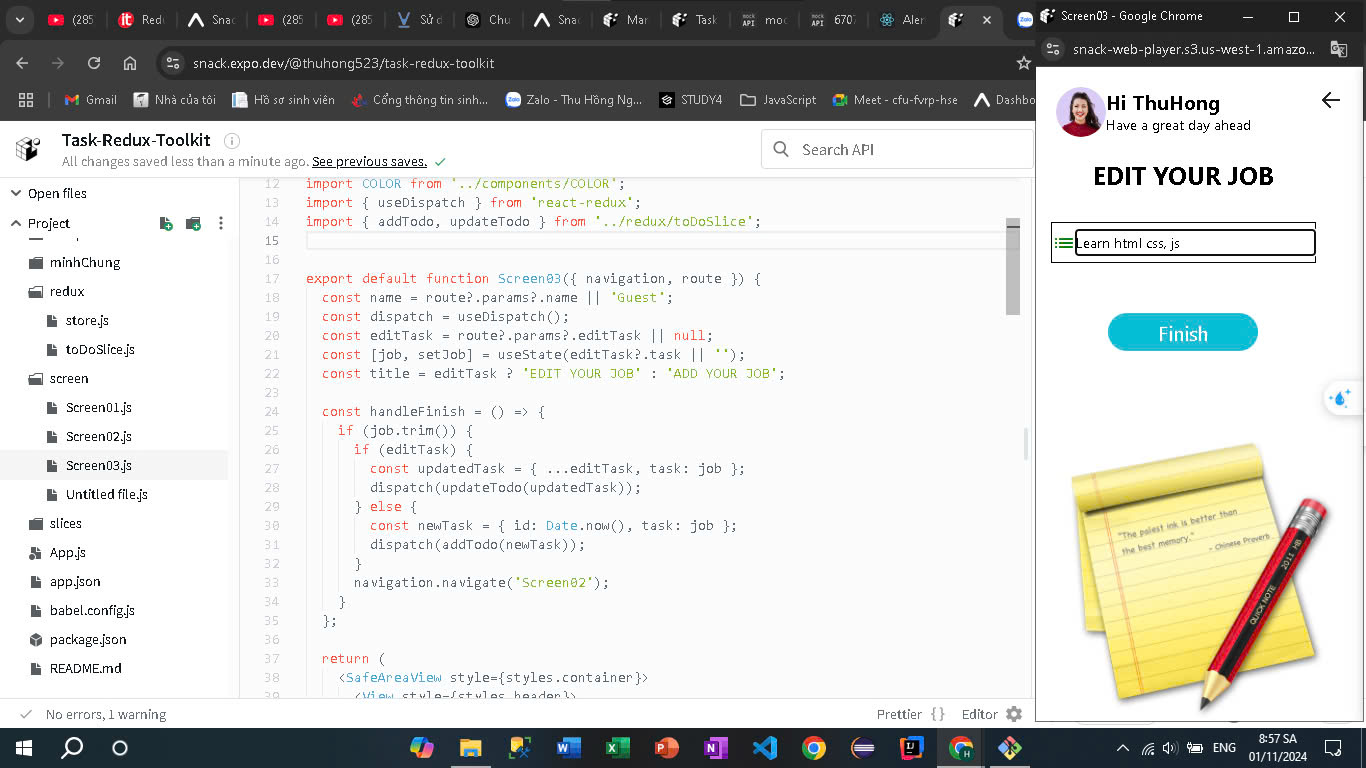 (285
Redu
Snac
(285
(285
Sử d
Chu
Snac
Mar
Task
moc
6707
Aler
Zalo
Screen03 - Google Chrome
snack.expo.dev/@thuhong523/task-redux-toolkit
snack-web-player.s3.us-west-1.amazo...
Gmail
Nhà của tôi
Hồ sơ sinh viên
Cổng thông tin sinh...
Zalo - Thu Hồng Ng...
STUDY4
JavaScript
Meet - cfu-fvrp-hse
Dashbo
Task-Redux-Toolkit
All changes saved less than a minute ago. See previous saves.
Search API
Open files
Project
minhChung
redux
store.js
toDoSlice.js
screen
Screen01.js
Screen02.js
Screen03.js
Untitled file.js
slices
App.js
app.json
babel.config.js
package.json
README.md
12 import COLOR from '../components/COLOR';
13 import { useDispatch } from 'react-redux';
14 import { addTodo, updateTodo } from '../redux/toDoSlice';
15
16
17 export default function Screen03({ navigation, route }) {
18 const name = route?.params?.name || 'Guest';
19 const dispatch = useDispatch();
20 const editTask = route?.params?.editTask || null;
21 const [job, setJob] = useState(editTask?.task || '');
22 const title = editTask ? 'EDIT YOUR JOB' : 'ADD YOUR JOB';
23
24 const handleFinish = () => {
25 if (job.trim()) {
26 if (editTask) {
27 const updatedTask = { ...editTask, task: job };
28 dispatch(updateTodo(updatedTask));
29 } else {
30 const newTask = { id: Date.now(), task: job };
31 dispatch(addTodo(newTask));
32 }
33 navigation.navigate('Screen02');
34 }
35 };
36
37 return (
38 <SafeAreaView style={styles.container}>
39 <View style={styles.header}>
Hi ThuHong
Have a great day ahead
EDIT YOUR JOB
Learn html css, js
Finish
"The palest ink is better than
the best memory."
- Chinese Proverb
QUICK NOTE 2011 HB
No errors, 1 warning
Prettier {}
Editor
ENG
8:57 SA
01/11/2024